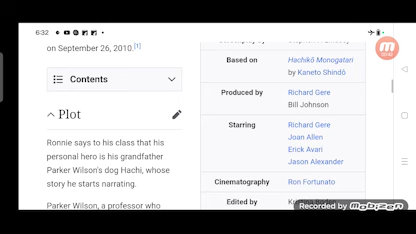 6:32
on September 26, 2010.[1]
Contents
Plot
Ronnie says to his class that his
personal hero is his grandfather
Parker Wilson's dog Hachi, whose
story he starts narrating.
Parker Wilson, a professor who
Based on
Hachikō Monogatari
by Kaneto Shindō
Produced by
Richard Gere
Bill Johnson
Starring
Richard Gere
Joan Allen
Erick Avari
Jason Alexander
Cinematography
Ron Fortunato
Edited by
Recorded by Mobizen